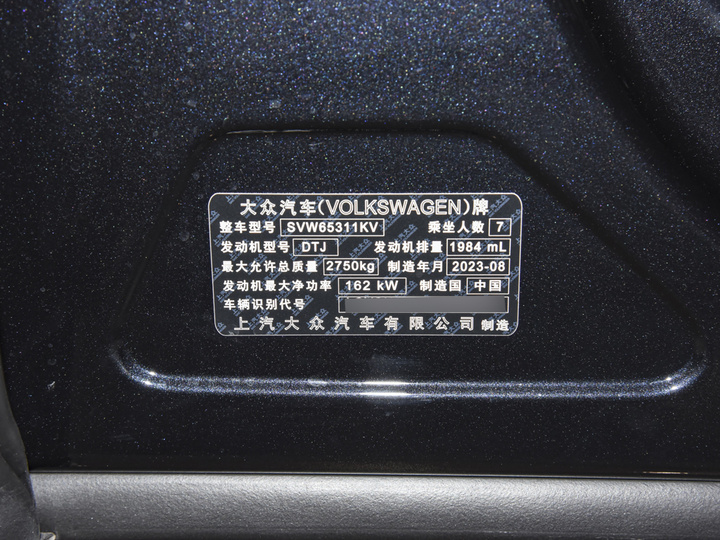 大众汽车(VOLKSWAGEN)牌
整车型号 SVW65311KV 乘坐人数 7
发动机型号 DTJ 发动机排量 1984 mL
最大允许总质量 2750kg 制造年月 2023-08
发动机最大净功率 162 kW 制造国 中国
车辆识别代号
上汽大众汽车有限公司 制造